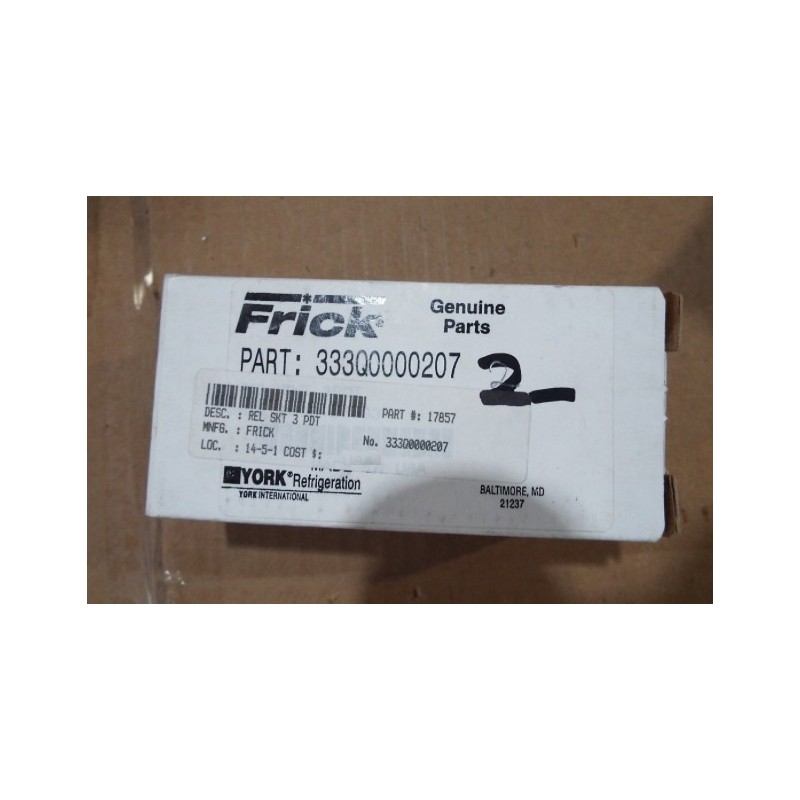 Frick®
Genuine
Parts
PART: 333Q0000207
2
DESC. : REL SKT 3 PDT PART #: 17857
MNFG. : FRICK No. 333Q0000207
LOC. : 14-5-1 COST $:
YORK® Refrigeration
YORK INTERNATIONAL
BALTIMORE, MD
21237